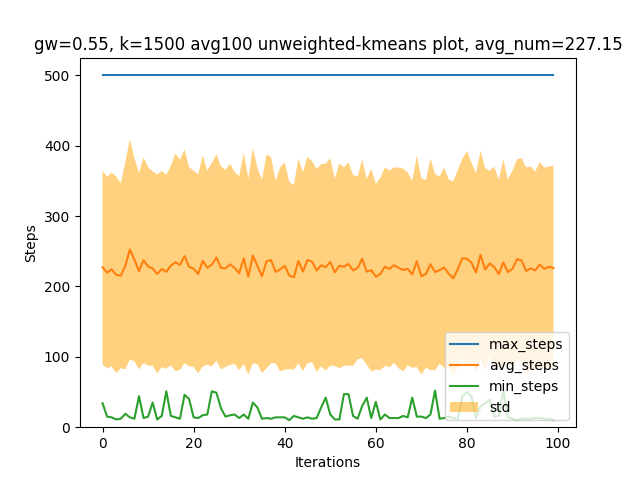 gw=0.55, k=1500 avg100 unweighted-kmeans plot, avg_num=227.15
500
400
300
200
100
0
Steps
max_steps
avg_steps
min_steps
std
0 20 40 60 80 100
Iterations